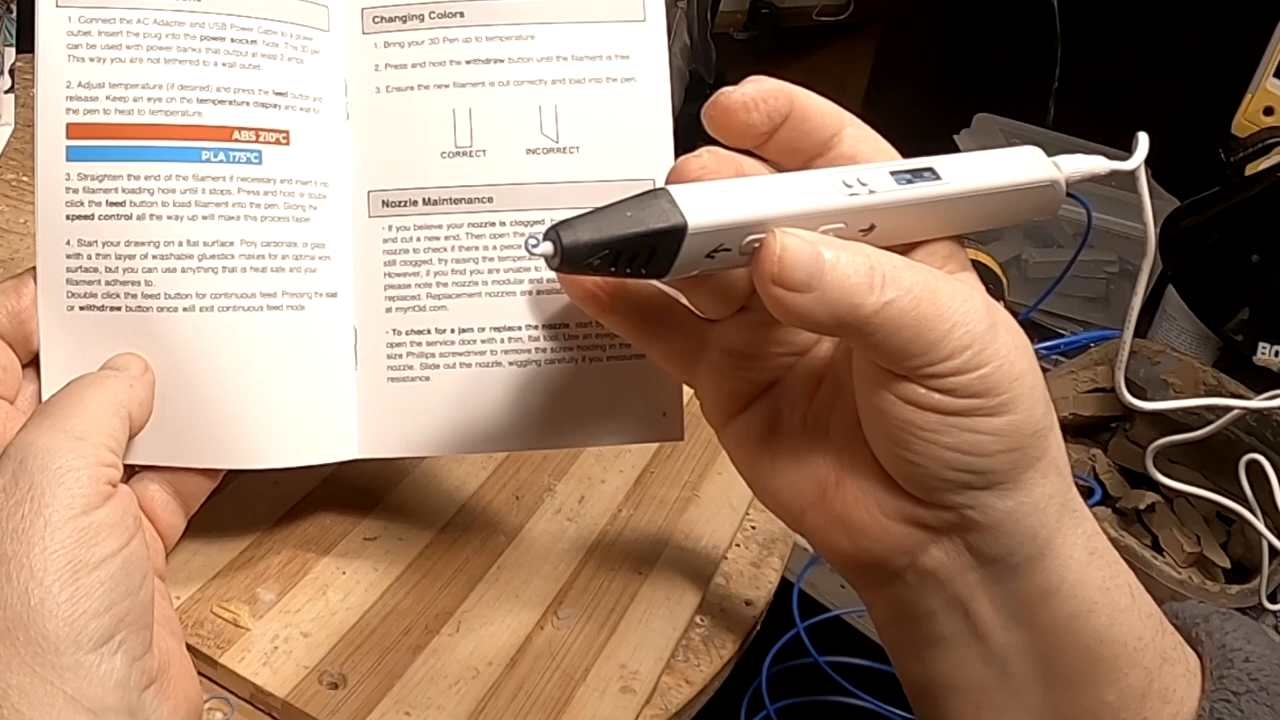 1. Connect the AC Adapter and USB Power Cable to a power
outlet. Insert the plug into the power socket. Note: This 3D pen
can be used with power banks that output at least 2 amps.
This way you are not tethered to a wall outlet.
2. Adjust temperature (if desired) and press the feed button and
release. Keep an eye on the temperature display and wait for
the pen to heat to temperature.
ABS 210°C
PLA 175°C
3. Straighten the end of the filament if necessary and insert it into
the filament loading hole until it stops. Press and hold, or double
click the feed button to load filament into the pen. Sliding the
speed control all the way up will make this process faster.
4. Start your drawing on a flat surface. Poly carbonate, or glass
with a thin layer of washable gluestick makes for an optimal work
surface, but you can use anything that is heat safe and your
filament adheres to.
Double click the feed button for continuous feed. Pressing the feed
or withdraw button once will exit continuous feed mode.
Changing Colors
1. Bring your 3D Pen up to temperature
2. Press and hold the withdraw button until the filament is free
3. Ensure the new filament is cut correctly and load into the pen.
CORRECT
INCORRECT
Nozzle Maintenance
• If you believe your nozzle is clogged,
and cut a new end. Then open the
nozzle to check if there is a piece
still clogged, try raising the
However, if you find you are unable to
please note the nozzle is modular and
replaced. Replacement nozzles are
at mynt3d.com.
• To check for a jam or replace the nozzle, start by
open the service door with a thin, flat tool. Use an
size Phillips screwdriver to remove the screw holding in the
nozzle. Slide out the nozzle, wiggling carefully if you encounter
resistance.
BO